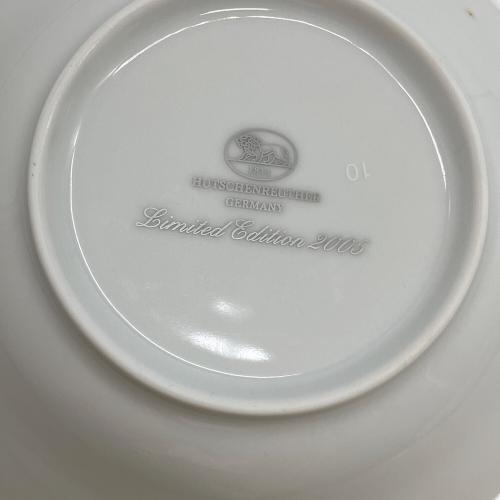 1814
HUTSCHENREUTHER
GERMANY
Limited Edition 2005
10